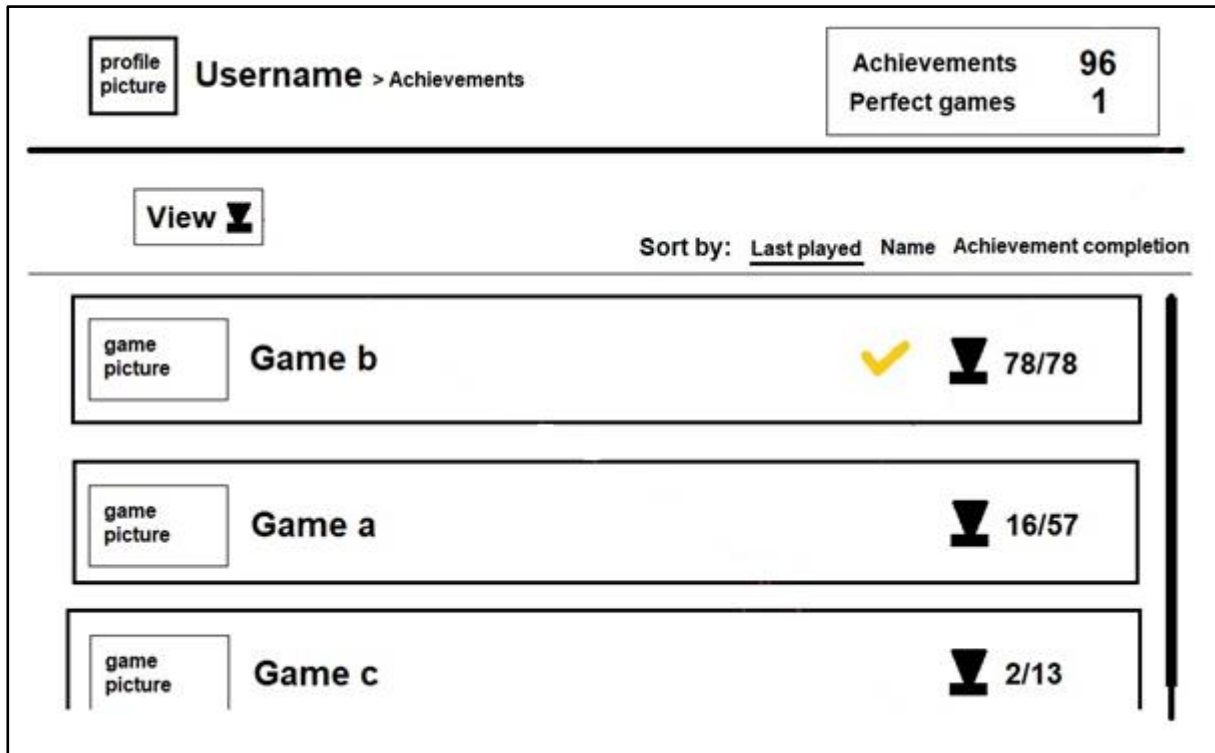 profile
picture
Username > Achievements
Achievements 96
Perfect games 1
View
Sort by: Last played Name Achievement completion
game
picture
Game b
78/78
game
picture
Game a
16/57
game
picture
Game c
2/13